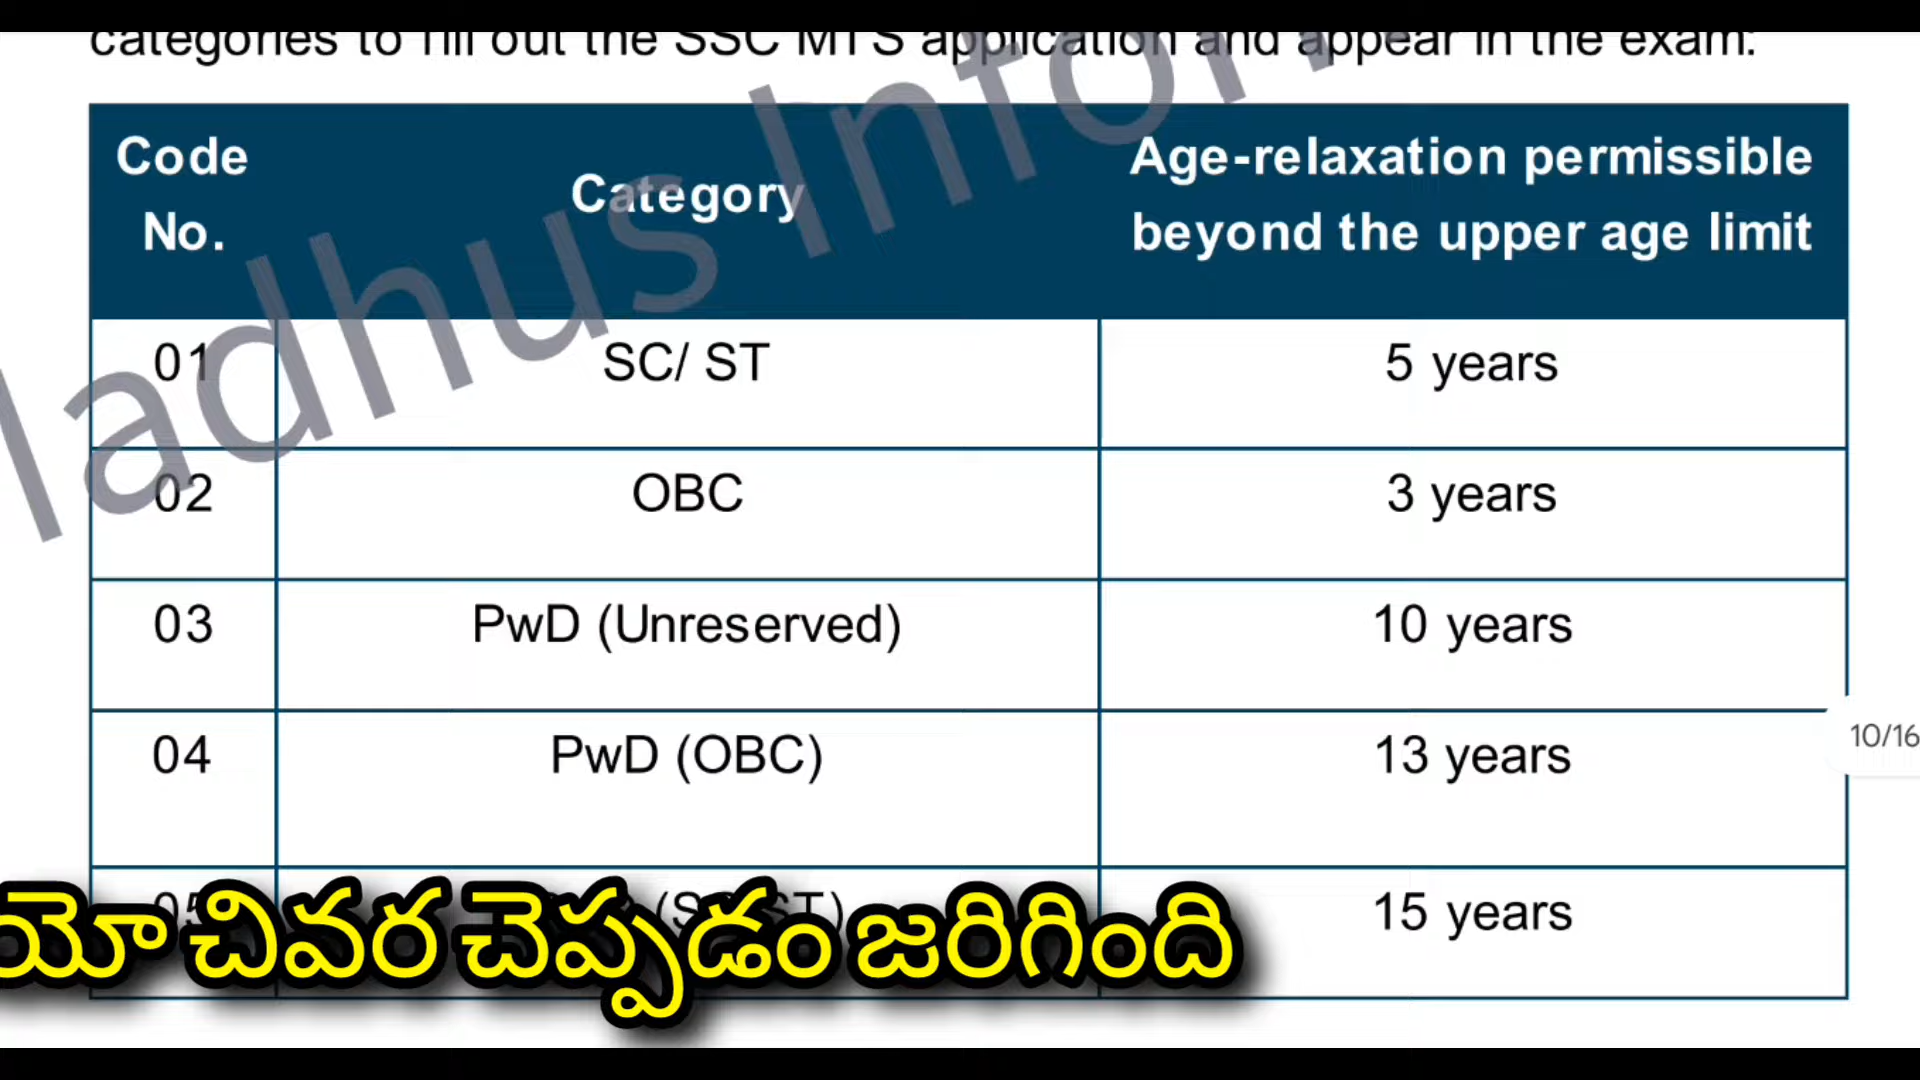 categories to fill out the SSC MTS application and appear in the exam:
Code No. Category Age-relaxation permissible beyond the upper age limit
01 SC/ ST 5 years
02 OBC 3 years
03 PwD (Unreserved) 10 years
04 PwD (OBC) 13 years
05 15 years
యో చివర చెప్పడం జరిగింది
10/16